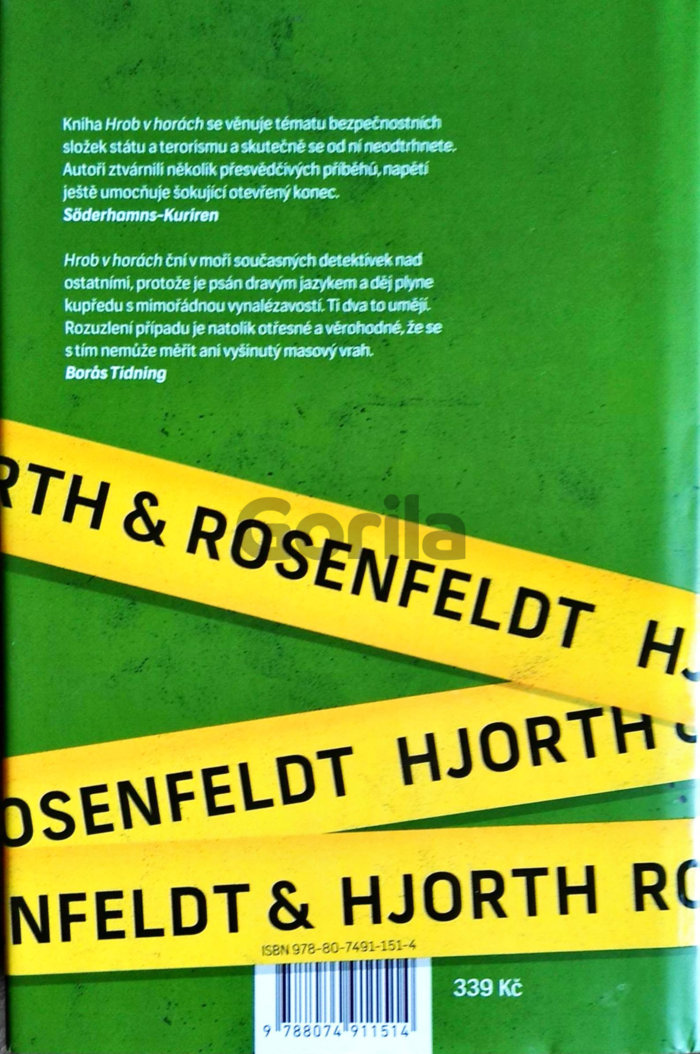 Kniha Hrob v horách se věnuje tématu bezpečnostních
složek státu a terorismu a skutečně se od ní neodtrhnete.
Autoři ztvárnili několik přesvědčivých příběhů, napětí
ještě umocňuje šokující otevřený konec.
Söderhamns-Kuriren
Hrob v horách ční v moři současných detektivek nad
ostatními, protože je psán dravým jazykem a děj plyne
kupředu s mimořádnou vynalézavostí. Ti dva to umějí.
Rozuzlení případu je natolik otřesné a věrohodné, že se
s tím nemůže měřit ani vyšinutý masový vrah.
Borås Tidning
RTH & ROSENFELDT HJ
Gorila
OSENFELDT HJORTH &
NFELDT & HJORTH RO
ISBN 978-80-7491-151-4
339 Kč
9 788074 911514